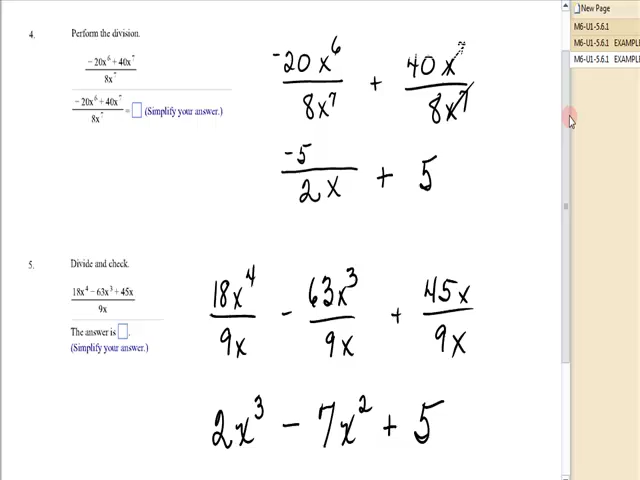 New Page
M6-U1-5.6.1
M6-U1-5.6.1 EXAMPLE
M6-U1-5.6.1 EXAMPLE
4. Perform the division.
− 20x⁶ + 40x⁷
8x⁷
− 20x⁶ + 40x⁷
8x⁷
= (Simplify your answer.)
-20x⁶ + 40x⁷
8x⁷ 8x⁷
-5 + 5
2x
5. Divide and check.
18x⁴ − 63x³ + 45x
9x
The answer is .
(Simplify your answer.)
18x⁴ - 63x³ + 45x
9x 9x 9x
2x³ - 7x² + 5